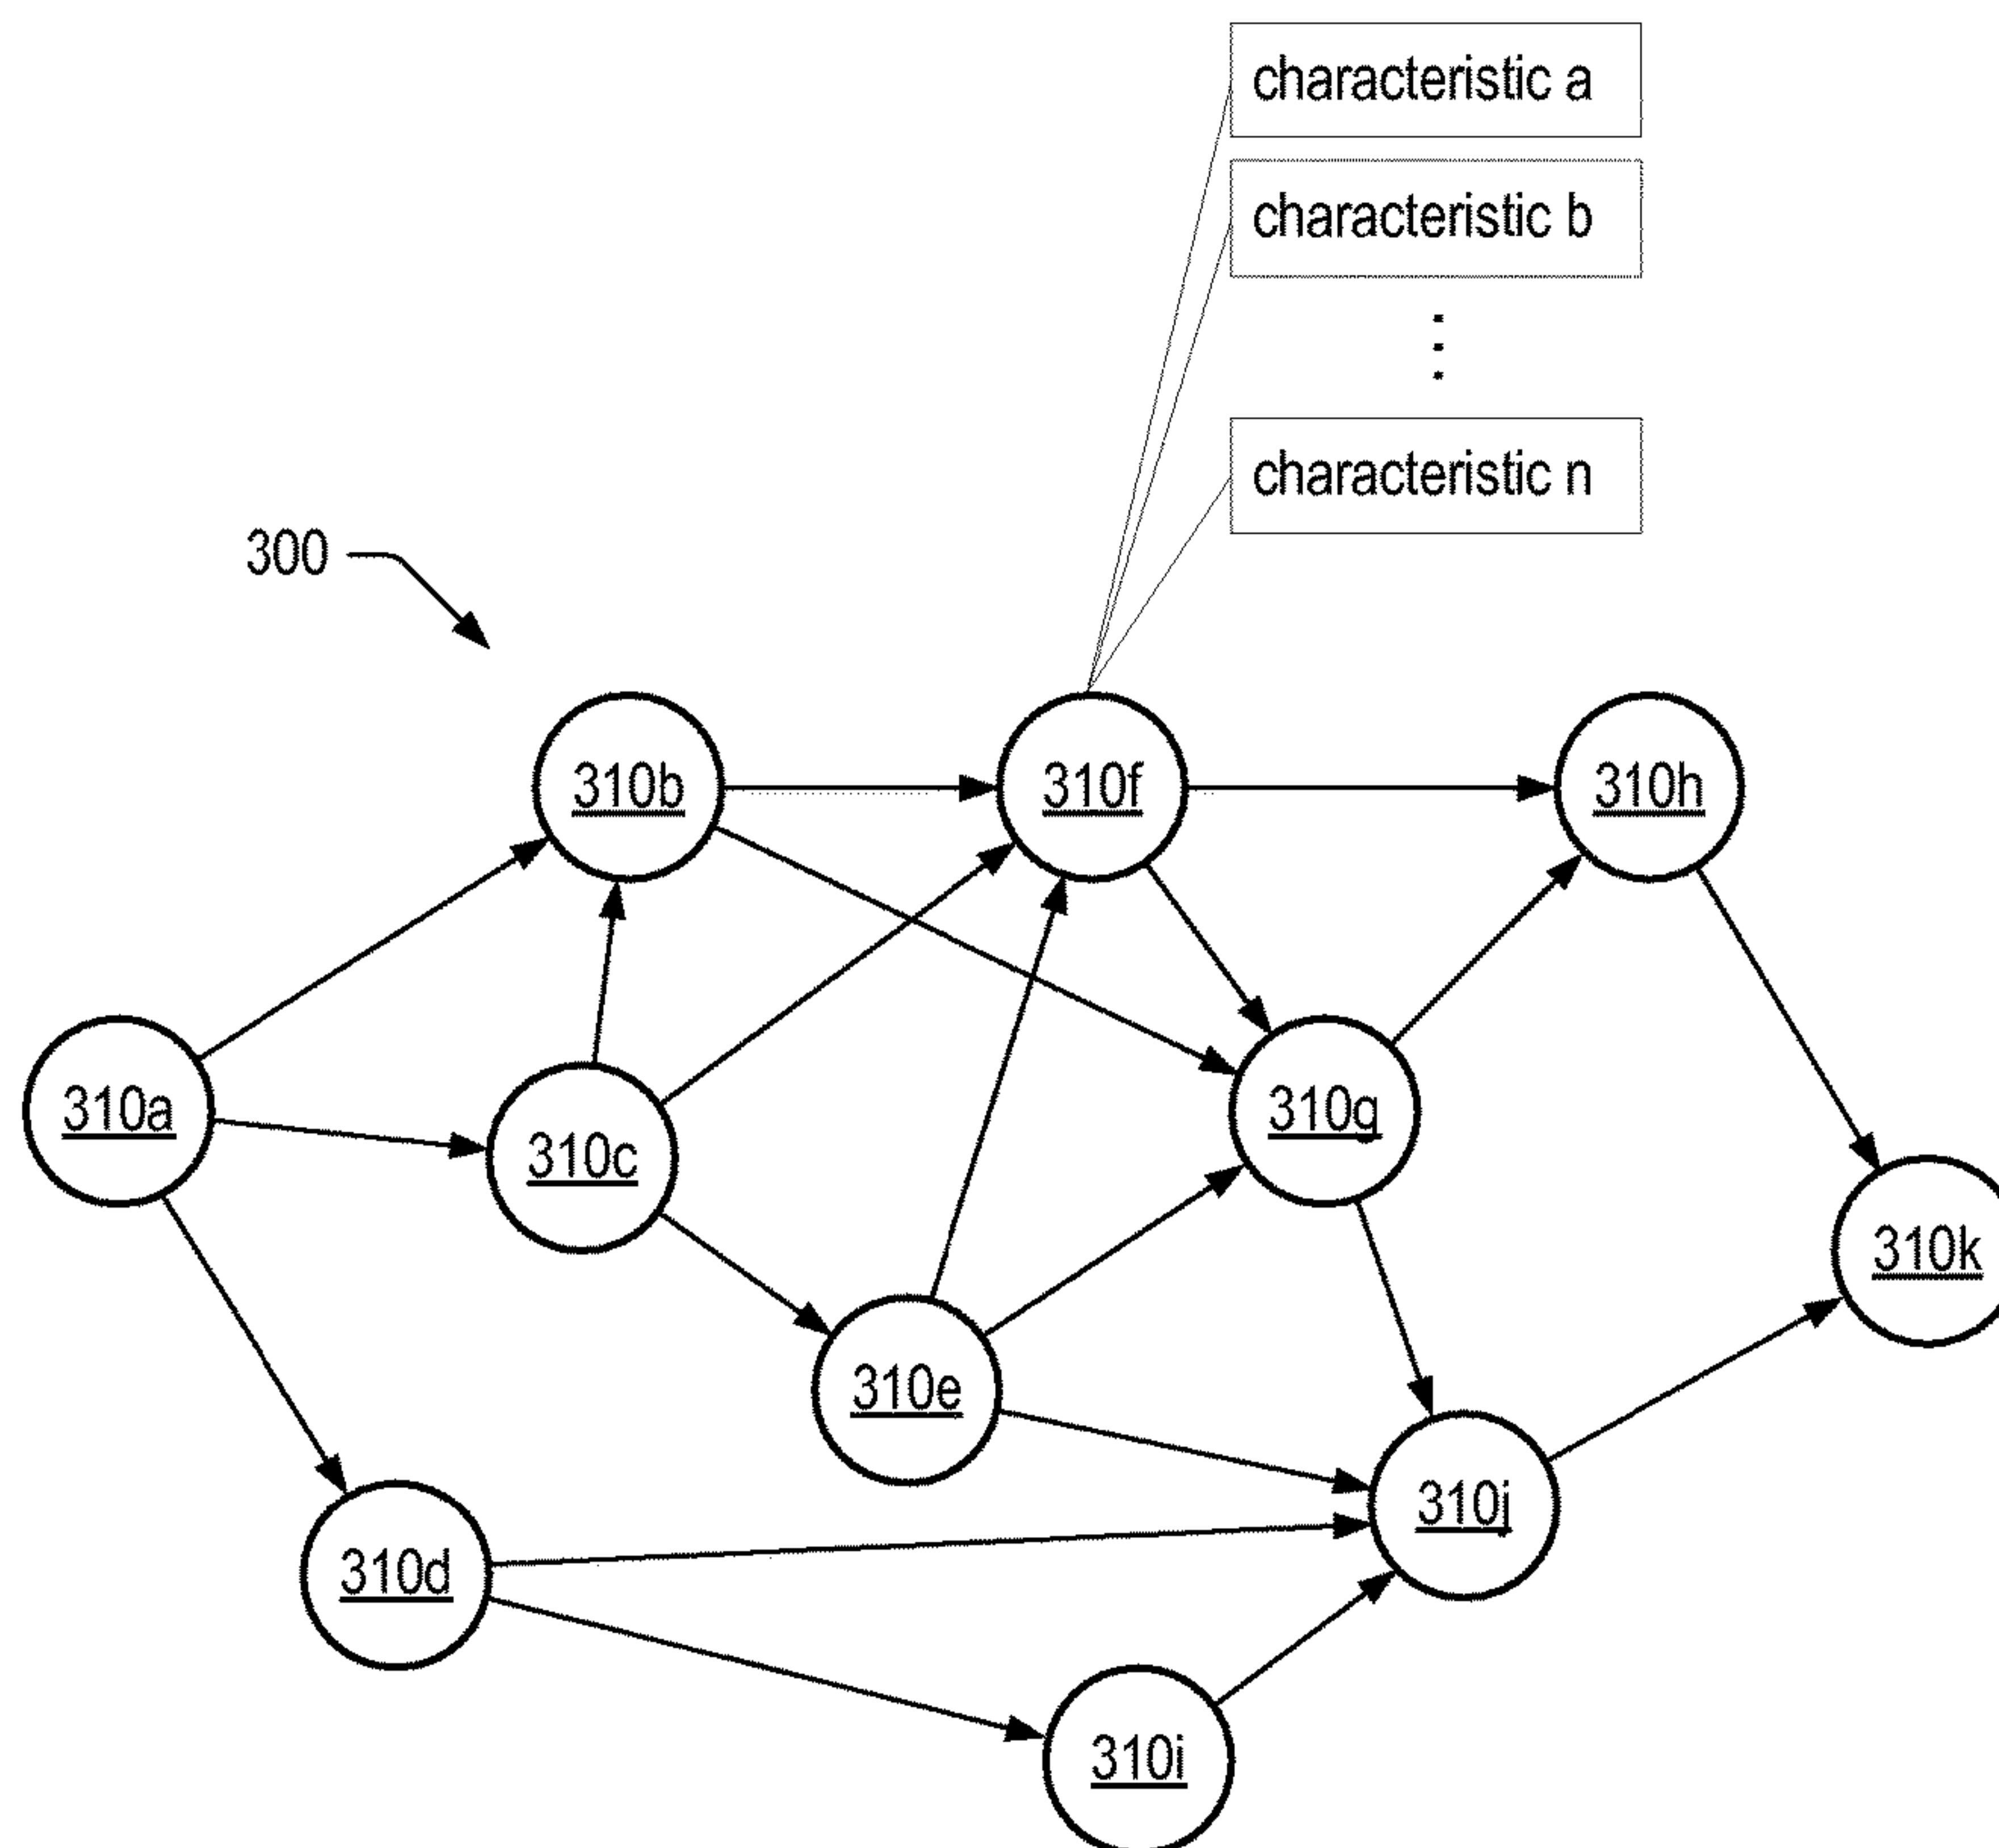 characteristic a
characteristic b
characteristic n
300
310b
310f
310h
310a
310c
310g
310k
310e
310j
310d
310i